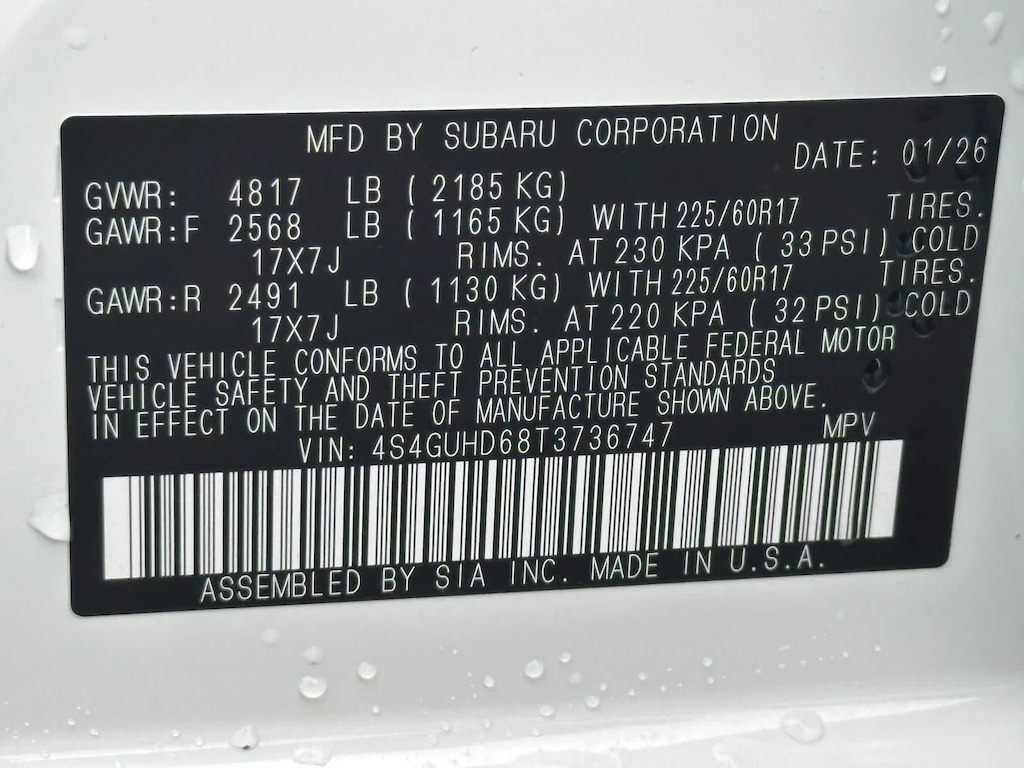 MFD BY SUBARU CORPORATION
DATE: 01/26
GVWR: 4817 LB ( 2185 KG)
GAWR:F 2568 LB ( 1165 KG) WITH 225/60R17 TIRES.
17X7J RIMS. AT 230 KPA ( 33 PSI) COLD
GAWR:R 2491 LB ( 1130 KG) WITH 225/60R17 TIRES.
17X7J RIMS. AT 220 KPA ( 32 PSI) COLD
THIS VEHICLE CONFORMS TO ALL APPLICABLE FEDERAL MOTOR
VEHICLE SAFETY AND THEFT PREVENTION STANDARDS
IN EFFECT ON THE DATE OF MANUFACTURE SHOWN ABOVE.
VIN: 4S4GUHD68T3736747 MPV
ASSEMBLED BY SIA INC. MADE IN U.S.A.